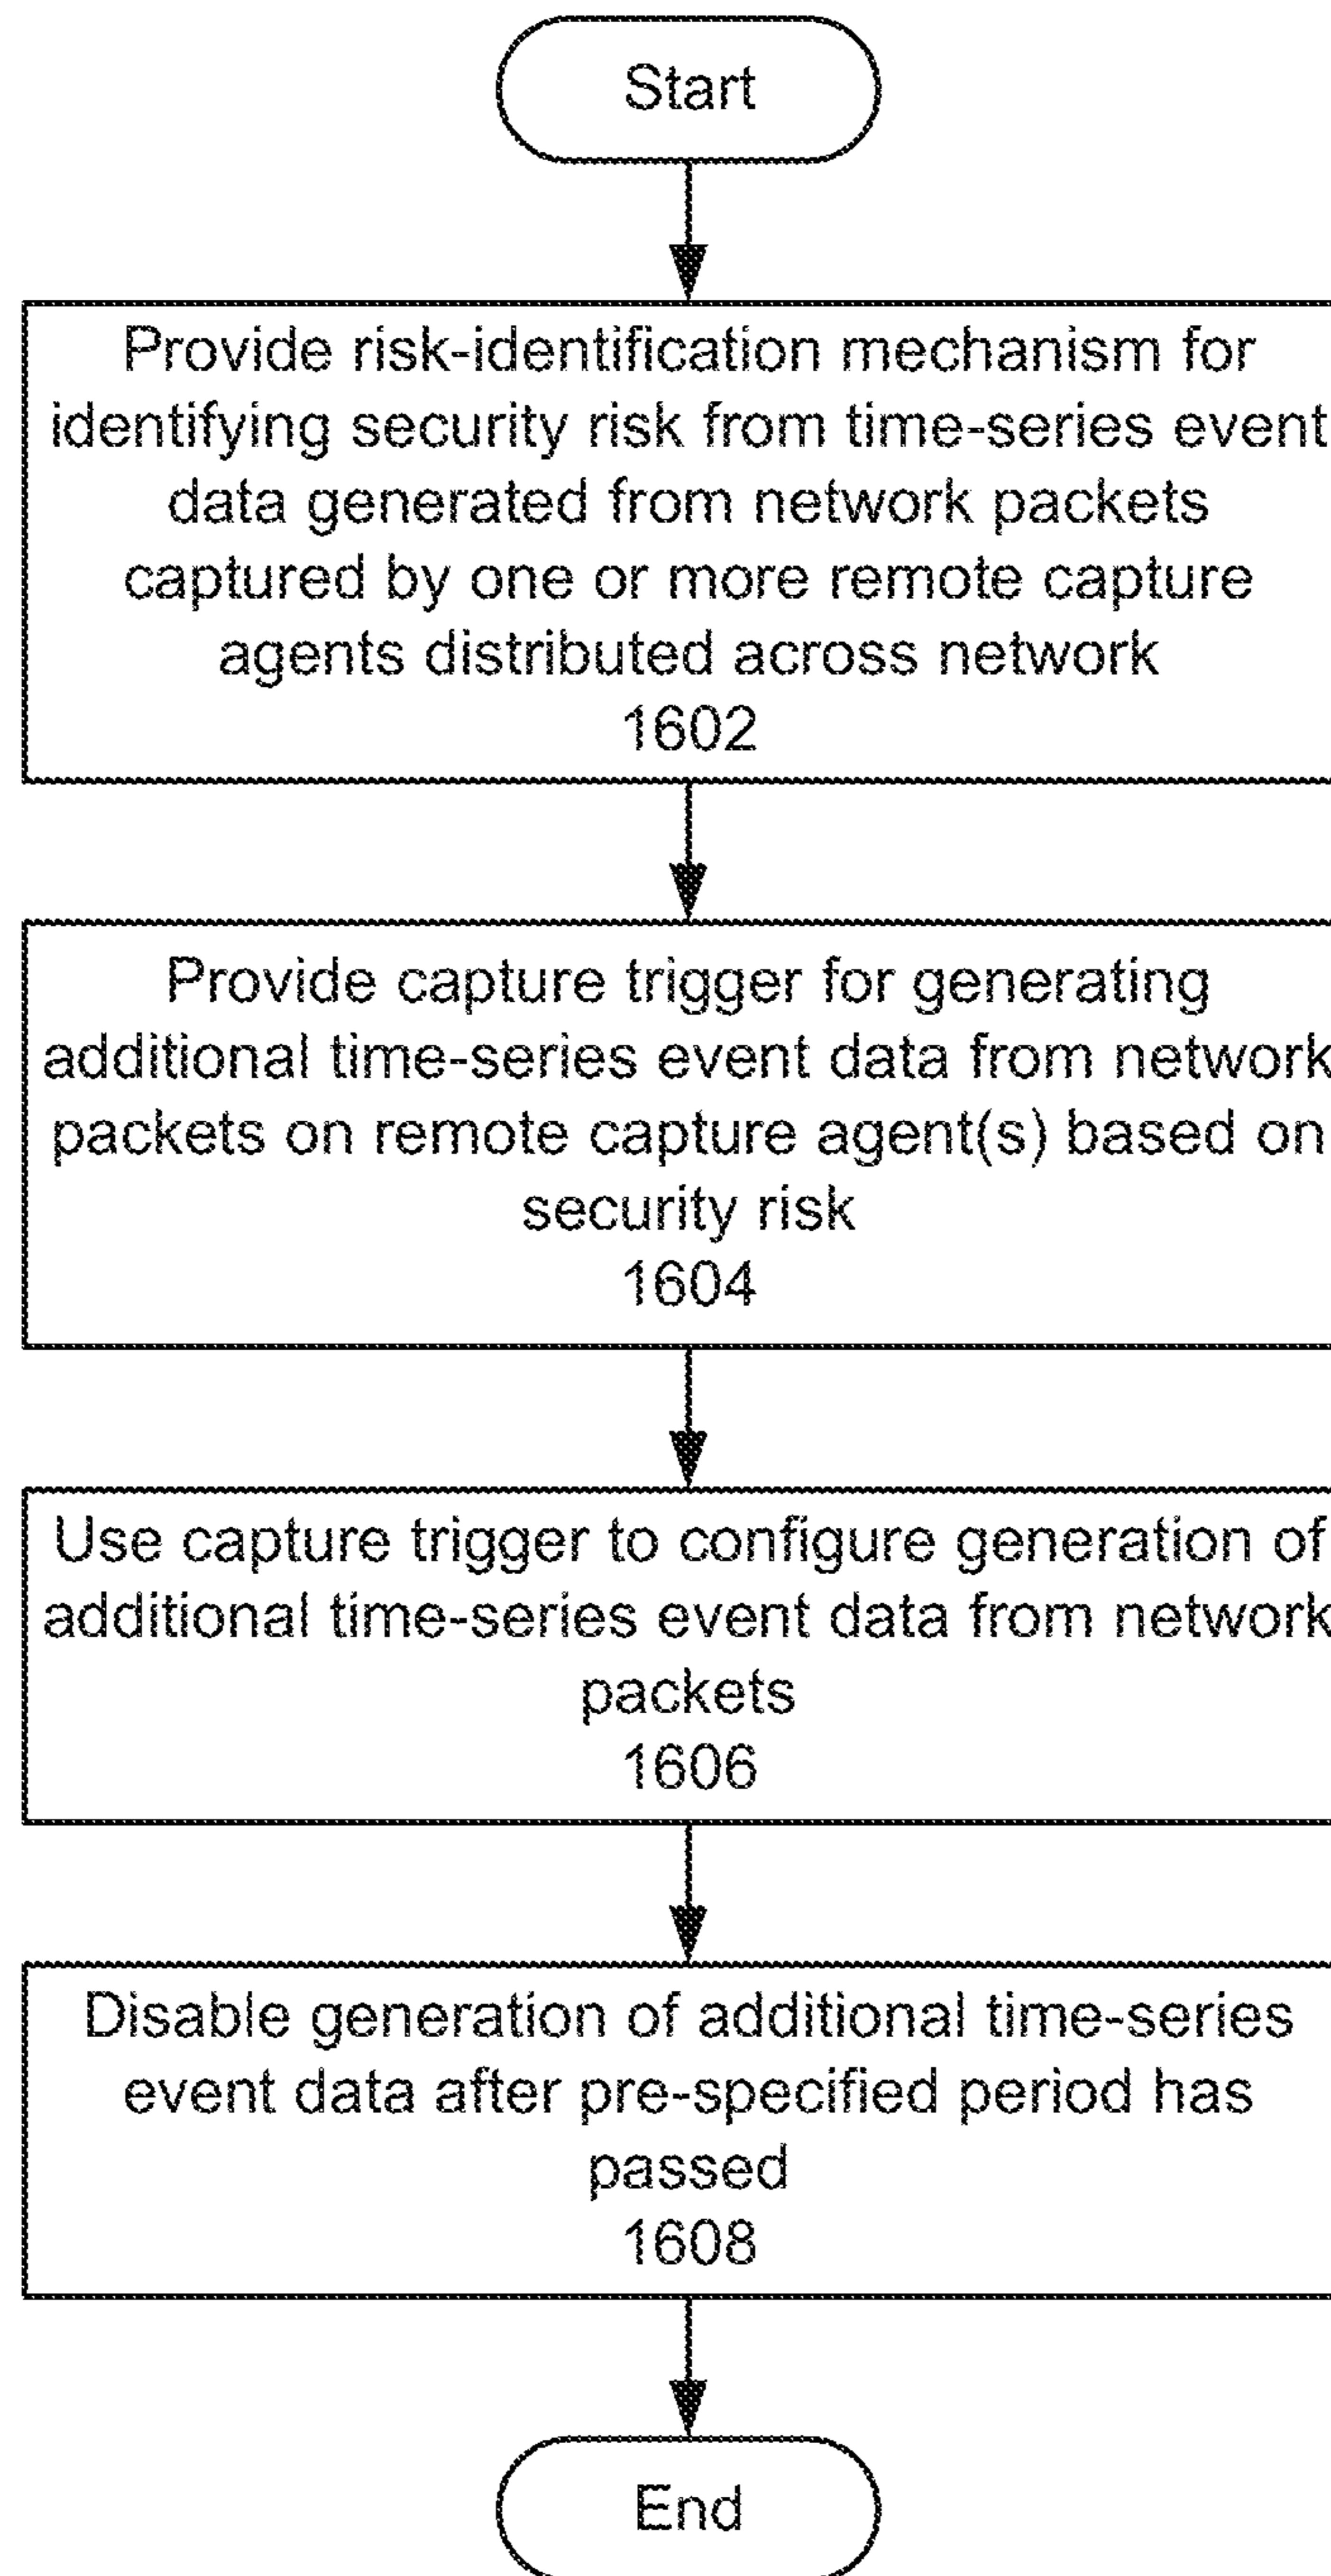 Start
Provide risk-identification mechanism for
identifying security risk from time-series event
data generated from network packets
captured by one or more remote capture
agents distributed across network
1602
Provide capture trigger for generating
additional time-series event data from network
packets on remote capture agent(s) based on
security risk
1604
Use capture trigger to configure generation of
additional time-series event data from network
packets
1606
Disable generation of additional time-series
event data after pre-specified period has
passed
1608
End